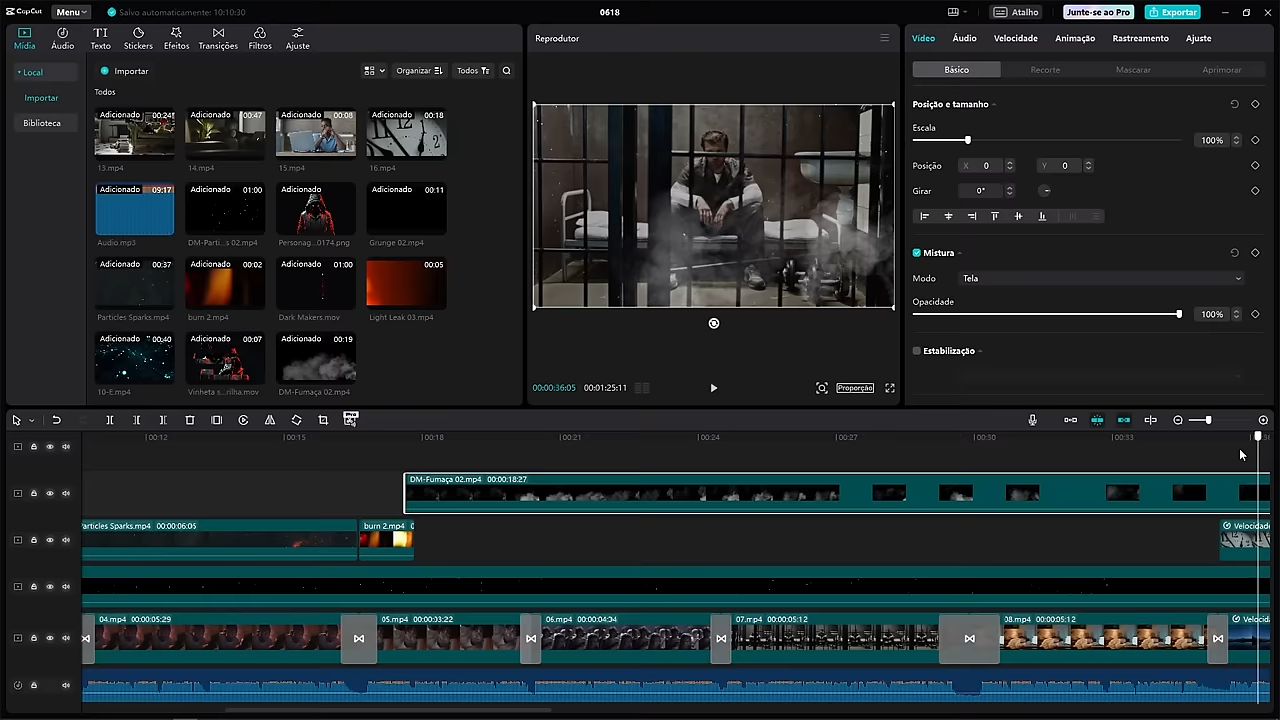 CapCut
Menu
Salvo automaticamente: 10:10:30
0618
Atalho
Junte-se ao Pro
Exportar
Mídia
Áudio
Texto
Stickers
Efeitos
Transições
Filtros
Ajuste
Local
Importar
Biblioteca
Importar
Organizar
Todos
Todos
Adicionado 00:24
Adicionado 00:47
Adicionado 00:08
Adicionado 00:18
13.mp4
14.mp4
15.mp4
16.mp4
Adicionado 09:17
Adicionado 01:00
Adicionado
Adicionado 00:11
Audio.mp3
DM-Parti...s 02.mp4
Personag...0174.png
Grunge 02.mp4
Adicionado 00:37
Adicionado 00:02
Adicionado 01:00
00:05
Particles Sparks.mp4
burn 2.mp4
Dark Makers.mov
Light Leak 03.mp4
Adicionado 00:40
Adicionado 00:07
Adicionado 00:19
10-E.mp4
Vinheta s...rilha.mov
DM-Fumaça 02.mp4
Reprodutor
00:00:36:05
00:01:25:11
Proporção
Vídeo
Áudio
Velocidade
Animação
Rastreamento
Ajuste
Básico
Recorte
Mascarar
Aprimorar
Posição e tamanho
Escala
100%
Posição
X 0
Y 0
Girar
0°
Mistura
Modo
Tela
Opacidade
100%
Estabilização
Pro
00:12
00:15
00:18
00:21
00:24
00:27
00:30
00:33
DM-Fumaça 02.mp4 00:00:18:27
articles Sparks.mp4 00:00:06:05
burn 2.mp4
Velocidade
04.mp4 00:00:05:29
05.mp4 00:00:03:22
06.mp4 00:00:04:34
07.mp4 00:00:05:12
08.mp4 00:00:05:12
Velocid